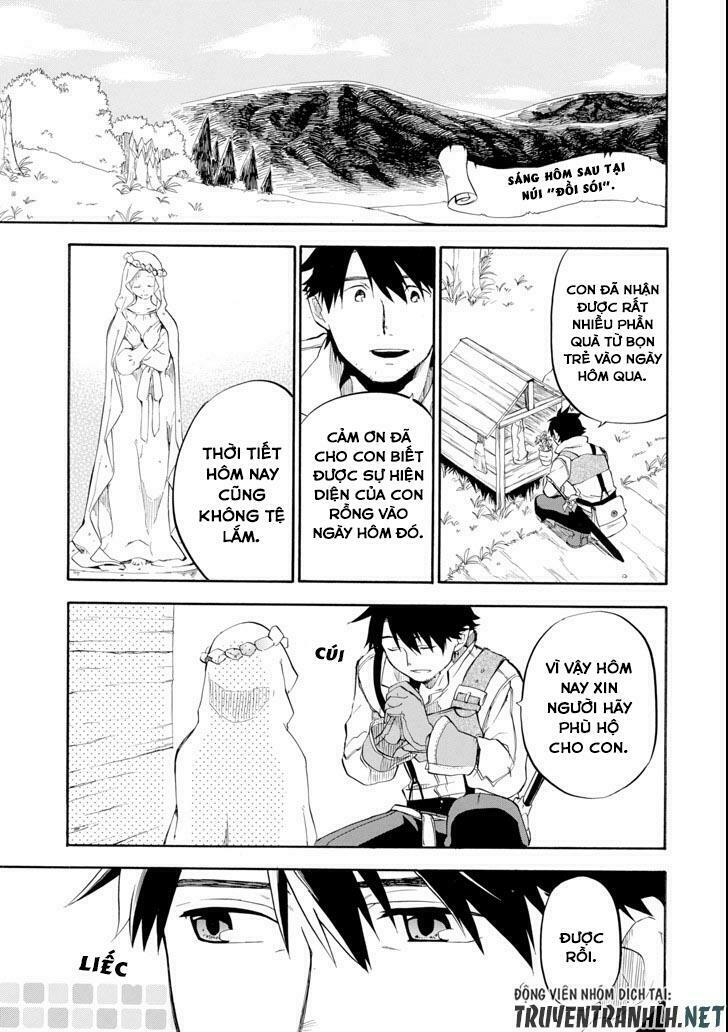 SÁNG HÔM SAU TẠI
NÚI "ĐỒI SÓI".
CON ĐÃ NHẬN
ĐƯỢC RẤT
NHIỀU PHẦN
QUÀ TỪ BỌN
TRẺ VÀO NGÀY
HÔM QUA.
CẢM ƠN ĐÃ
CHO CON BIẾT
ĐƯỢC SỰ HIỆN
DIỆN CỦA CON
RỒNG VÀO
NGÀY HÔM ĐÓ.
THỜI TIẾT
HÔM NAY
CŨNG
KHÔNG TỆ
LẮM.
VÌ VẬY HÔM
NAY XIN
NGƯỜI HÃY
PHÙ HỘ
CHO CON.
CÚI
ĐƯỢC
RỒI.
LIẾC
ĐỘNG VIÊN NHÓM DỊCH TẠI:
TRUYENTRANHLH.NET